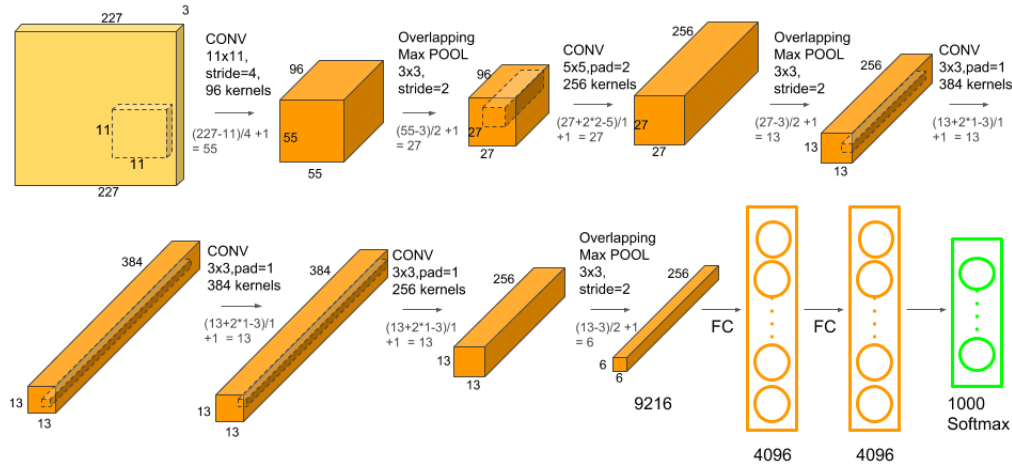 227
3
CONV
11x11,
stride=4,
96 kernels
(227-11)/4 +1
= 55
11
11
227
96
55
55
Overlapping
Max POOL
3x3,
stride=2
(55-3)/2 +1
= 27
96
27
27
CONV
5x5,pad=2
256 kernels
(27+2*2-5)/1
+1 = 27
256
27
27
Overlapping
Max POOL
3x3,
stride=2
(27-3)/2 +1
= 13
256
13
13
CONV
3x3,pad=1
384 kernels
(13+2*1-3)/1
+1 = 13
384
13
13
CONV
3x3,pad=1
384 kernels
(13+2*1-3)/1
+1 = 13
384
13
13
CONV
3x3,pad=1
256 kernels
(13+2*1-3)/1
+1 = 13
256
13
13
Overlapping
Max POOL
3x3,
stride=2
(13-3)/2 +1
= 6
256
6
6
9216
FC
4096
FC
4096
1000
Softmax